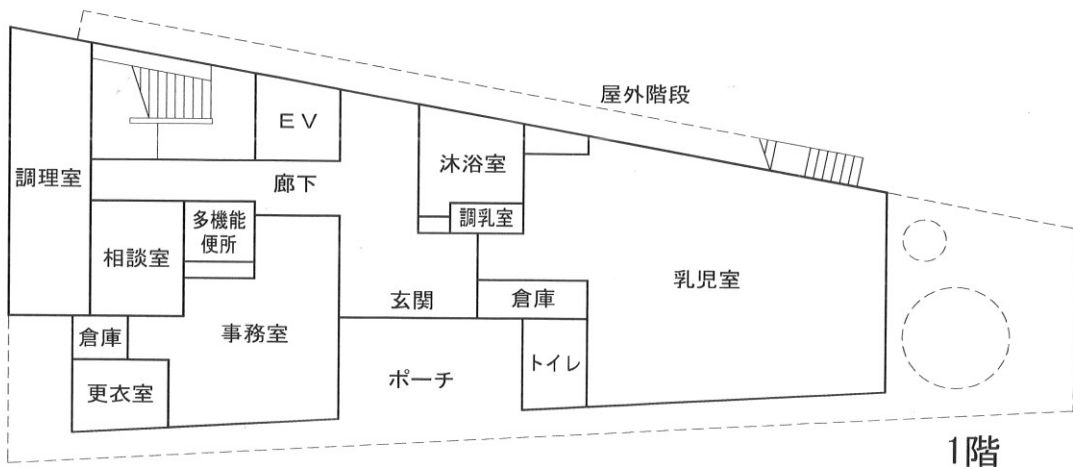 屋外階段
EV
沐浴室
調理室
廊下
調乳室
多機能
便所
相談室
乳児室
玄関
倉庫
倉庫
事務室
トイレ
ポーチ
更衣室
1階